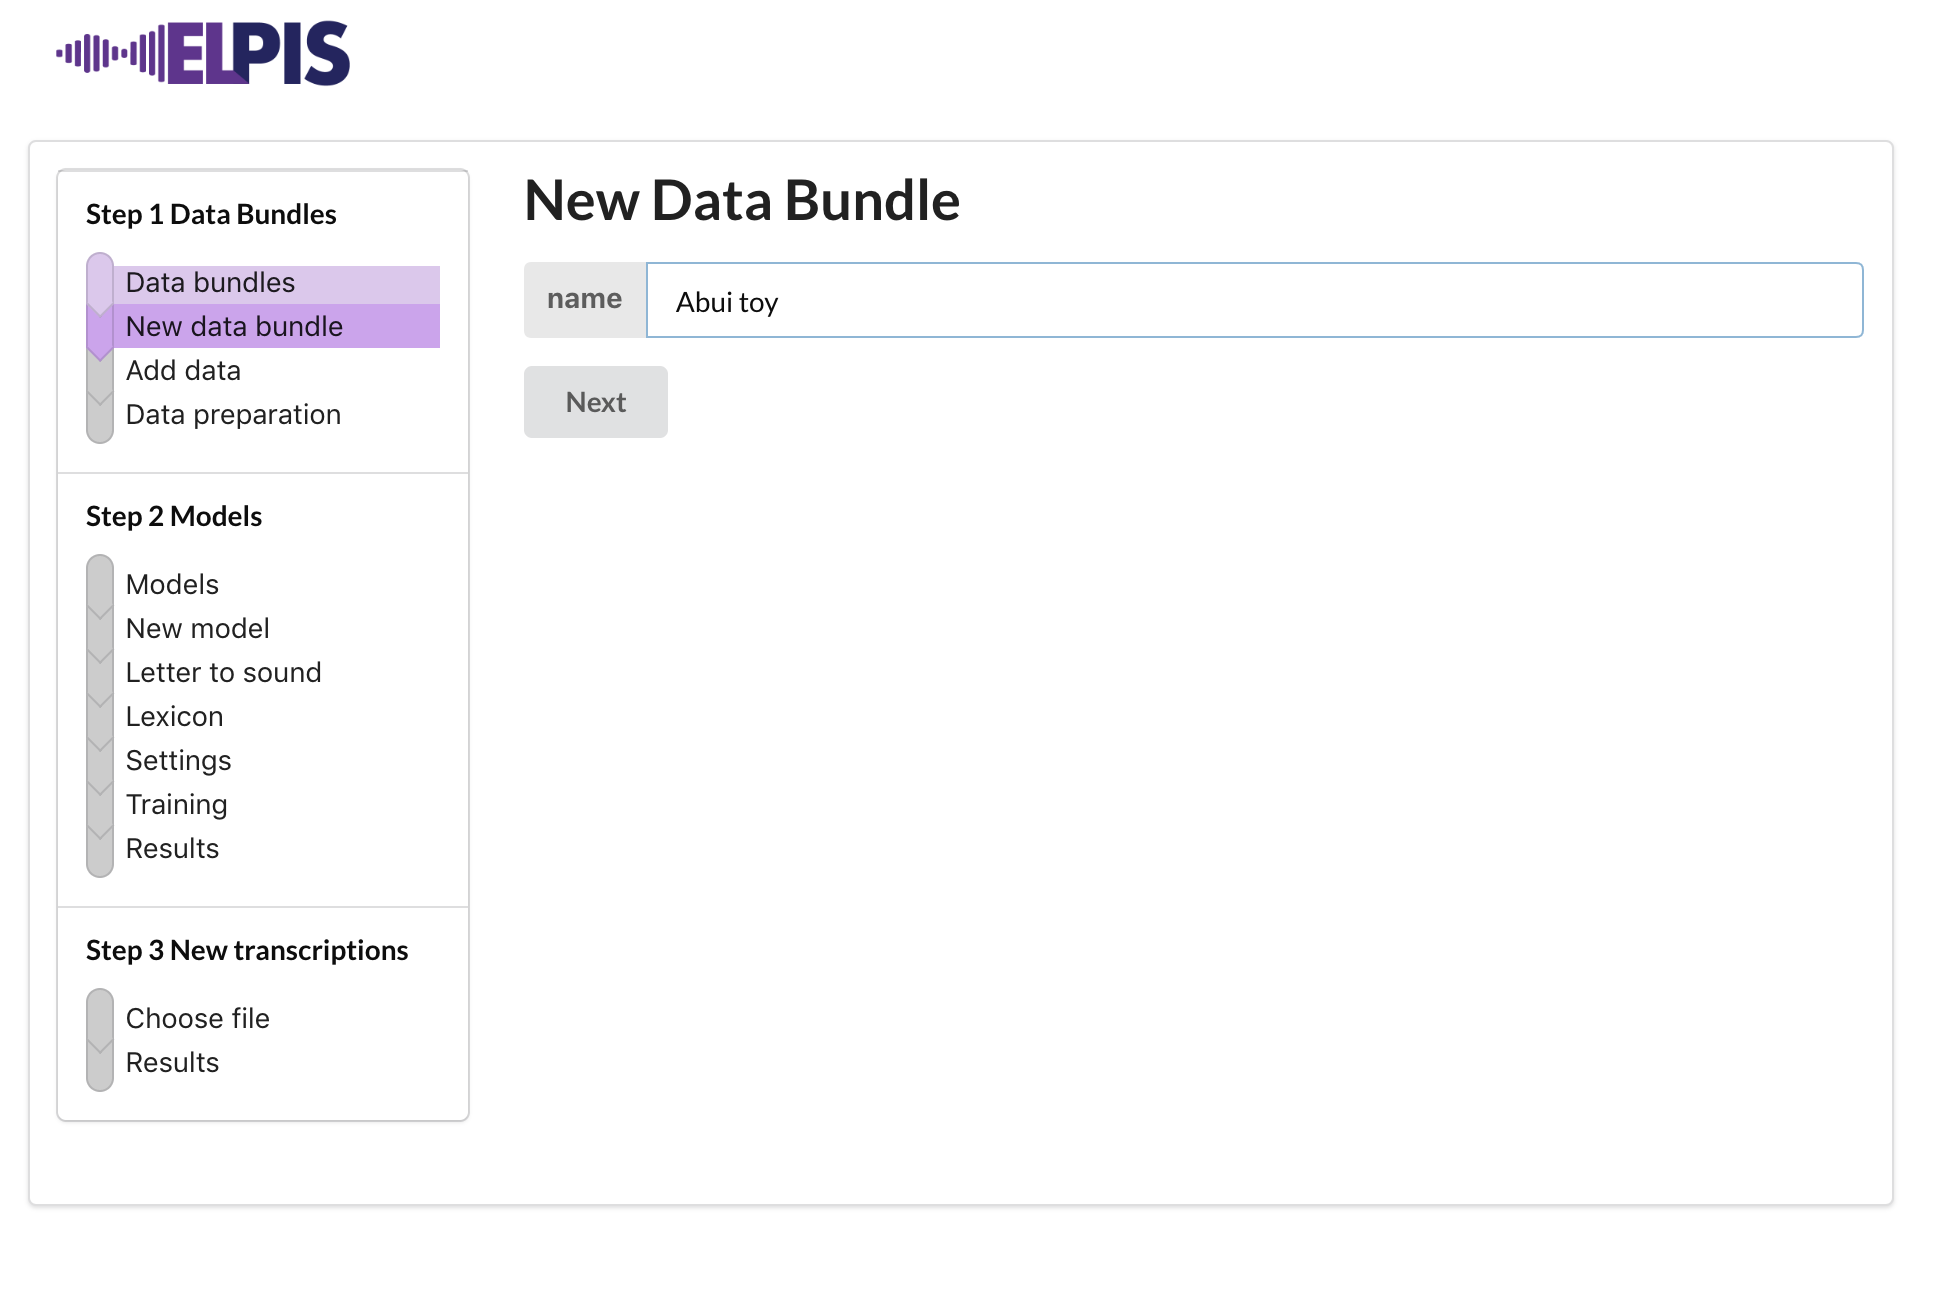 ELPIS
Step 1 Data Bundles
Data bundles
New data bundle
Add data
Data preparation
Step 2 Models
Models
New model
Letter to sound
Lexicon
Settings
Training
Results
Step 3 New transcriptions
Choose file
Results
New Data Bundle
name
Abui toy
Next